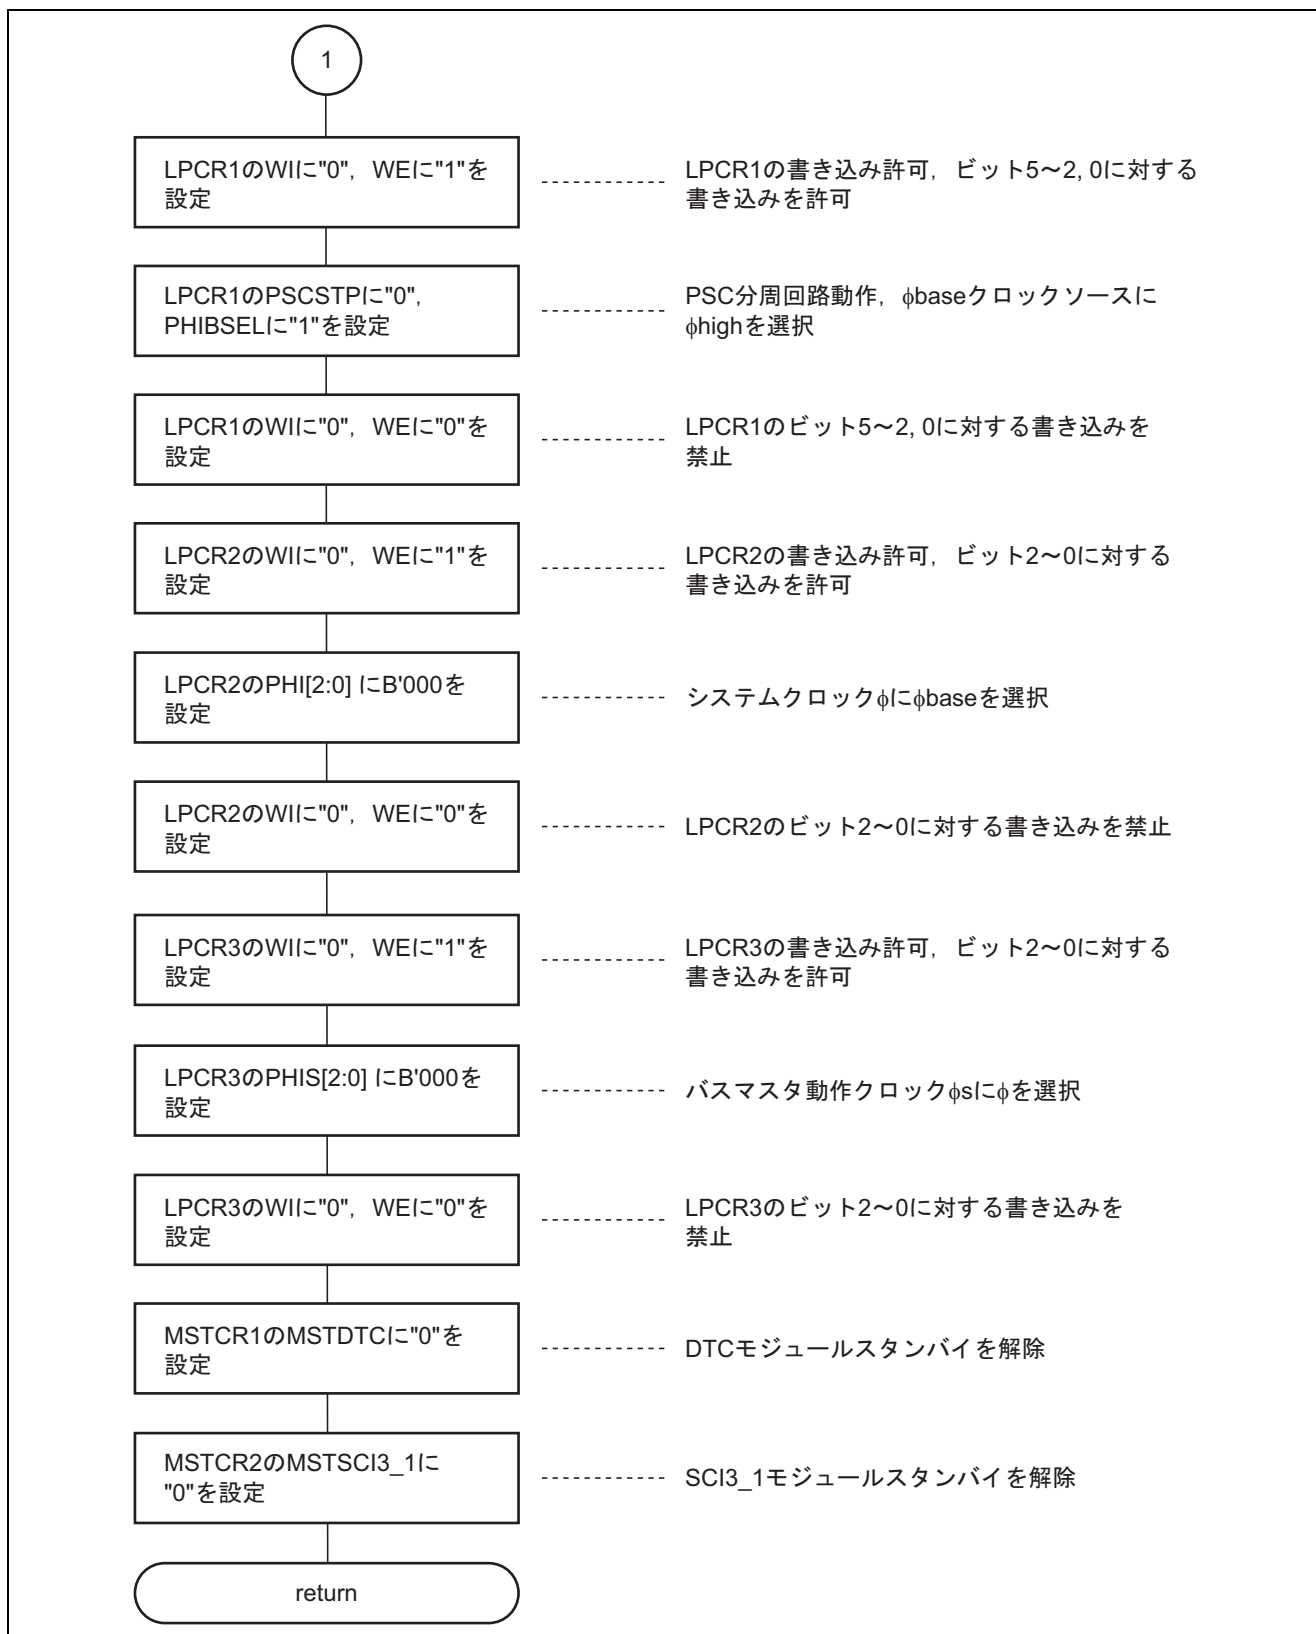 1
LPCR1のWIに"0", WEに"1"を
設定
LPCR1の書き込み許可, ビット5～2, 0に対する
書き込みを許可
LPCR1のPSCSTPに"0",
PHIBSELに"1"を設定
PSC分周回路動作, ϕbaseクロックソースに
ϕhighを選択
LPCR1のWIに"0", WEに"0"を
設定
LPCR1のビット5～2, 0に対する書き込みを
禁止
LPCR2のWIに"0", WEに"1"を
設定
LPCR2の書き込み許可, ビット2～0に対する
書き込みを許可
LPCR2のPHI[2:0] にB'000を
設定
システムクロックϕにϕbaseを選択
LPCR2のWIに"0", WEに"0"を
設定
LPCR2のビット2～0に対する書き込みを禁止
LPCR3のWIに"0", WEに"1"を
設定
LPCR3の書き込み許可, ビット2～0に対する
書き込みを許可
LPCR3のPHIS[2:0] にB'000を
設定
バスマスタ動作クロックϕsにϕを選択
LPCR3のWIに"0", WEに"0"を
設定
LPCR3のビット2～0に対する書き込みを
禁止
MSTCR1のMSTDTCに"0"を
設定
DTCモジュールスタンバイを解除
MSTCR2のMSTSCI3_1に
"0"を設定
SCI3_1モジュールスタンバイを解除
return